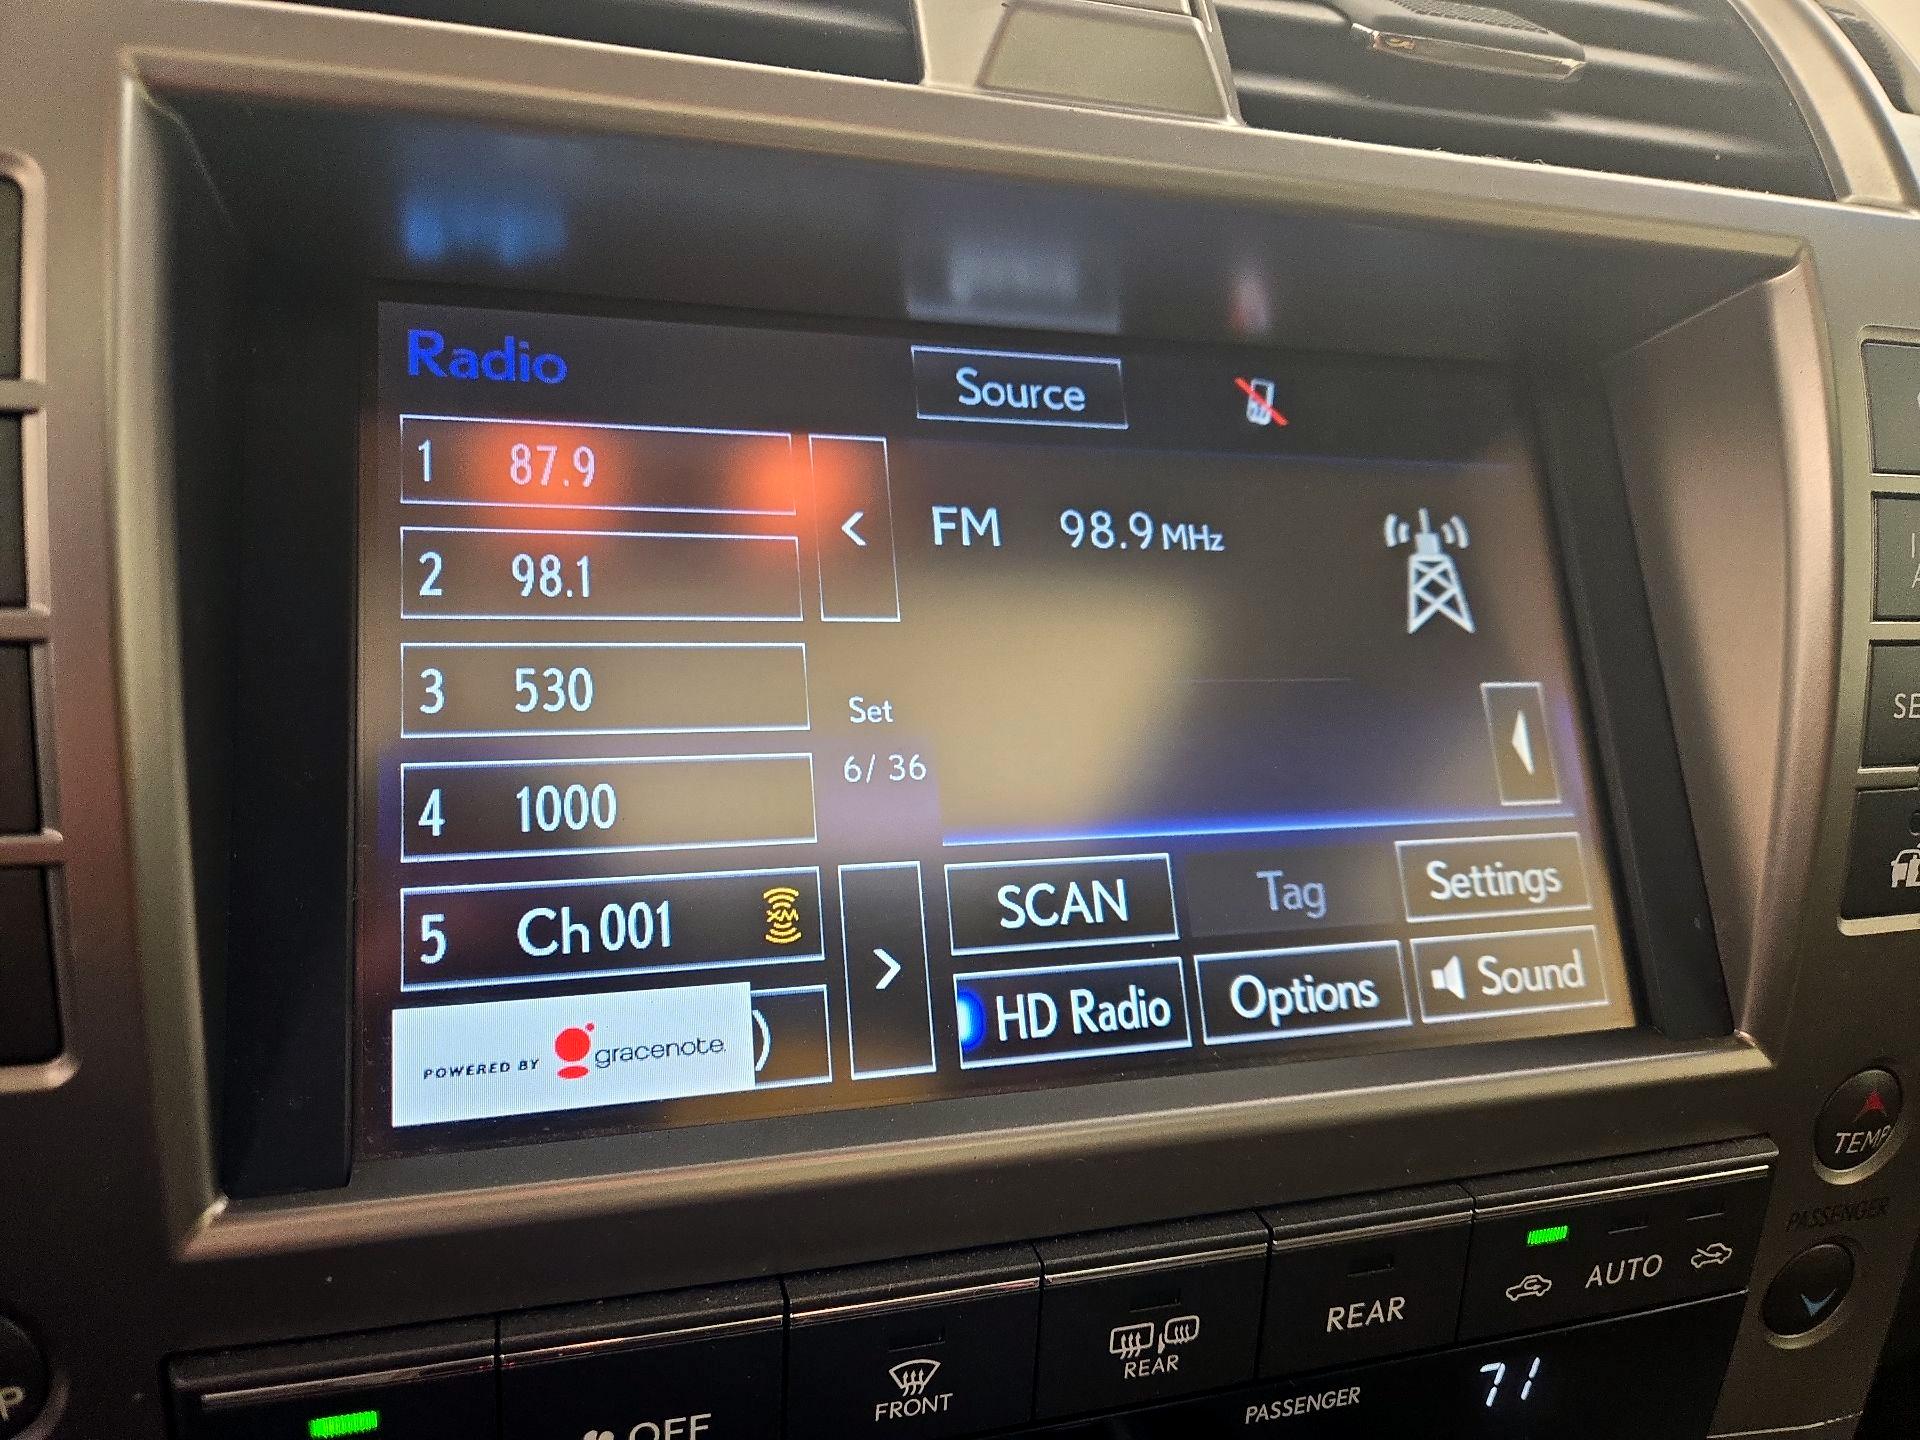 Radio
Source
1 87.9
2 98.1
3 530
4 1000
5 Ch 001
XM
<
FM 98.9 MHz
Set
6/ 36
>
SCAN
Tag
Settings
HD Radio
Options
Sound
POWERED BY gracenote.
)
TEMP
PASSENGER
AUTO
REAR
REAR
FRONT
OFF
PASSENGER
71
SE